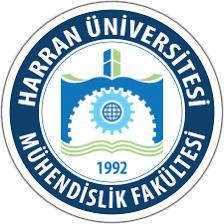 HARRAN ÜNİVERSİTESİ
1992
MÜHENDİSLİK FAKÜLTESİ